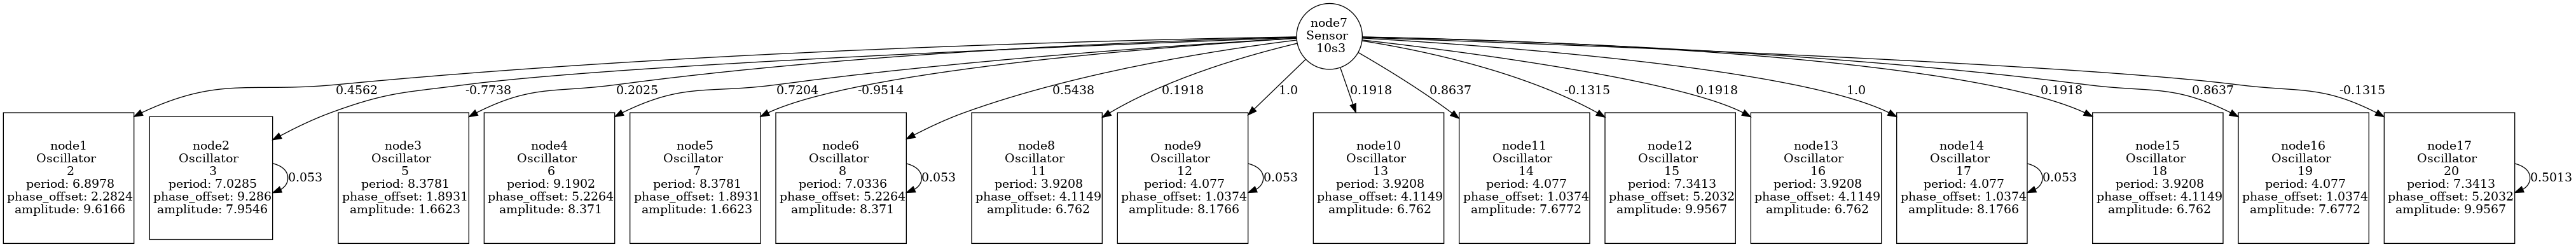 node7
Sensor
10s3
0.4562
-0.7738
0.2025
0.7204
-0.9514
0.5438
0.1918
1.0
0.1918
0.8637
-0.1315
0.1918
1.0
0.1918
0.8637
-0.1315
node1
Oscillator
2
period: 6.8978
phase_offset: 2.2824
amplitude: 9.6166
node2
Oscillator
3
period: 7.0285
phase_offset: 9.286
amplitude: 7.9546
0.053
node3
Oscillator
5
period: 8.3781
phase_offset: 1.8931
amplitude: 1.6623
node4
Oscillator
6
period: 9.1902
phase_offset: 5.2264
amplitude: 8.371
node5
Oscillator
7
period: 8.3781
phase_offset: 1.8931
amplitude: 1.6623
node6
Oscillator
8
period: 7.0336
phase_offset: 5.2264
amplitude: 8.371
0.053
node8
Oscillator
11
period: 3.9208
phase_offset: 4.1149
amplitude: 6.762
node9
Oscillator
12
period: 4.077
phase_offset: 1.0374
amplitude: 8.1766
0.053
node10
Oscillator
13
period: 3.9208
phase_offset: 4.1149
amplitude: 6.762
node11
Oscillator
14
period: 4.077
phase_offset: 1.0374
amplitude: 7.6772
node12
Oscillator
15
period: 7.3413
phase_offset: 5.2032
amplitude: 9.9567
node13
Oscillator
16
period: 3.9208
phase_offset: 4.1149
amplitude: 6.762
node14
Oscillator
17
period: 4.077
phase_offset: 1.0374
amplitude: 8.1766
0.053
node15
Oscillator
18
period: 3.9208
phase_offset: 4.1149
amplitude: 6.762
node16
Oscillator
19
period: 4.077
phase_offset: 1.0374
amplitude: 7.6772
node17
Oscillator
20
period: 7.3413
phase_offset: 5.2032
amplitude: 9.9567
0.5013